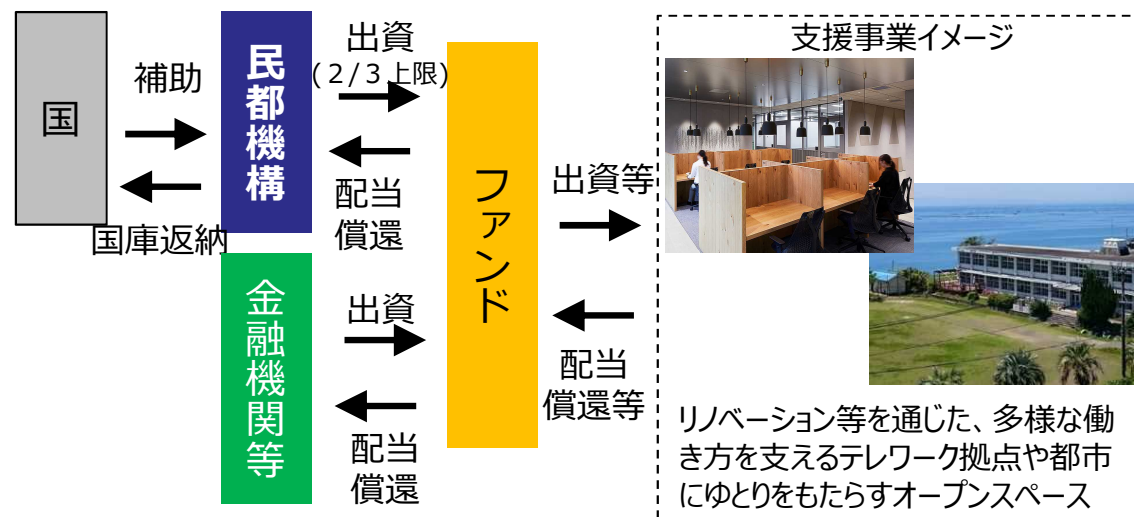 国
補助
国庫返納
民都機構
出資
(２/３上限)
配当
償還
金融機関等
出資
配当
償還
ファンド
出資等
配当
償還等
支援事業イメージ
リノベーション等を通じた、多様な働
き方を支えるテレワーク拠点や都市
にゆとりをもたらすオープンスペース